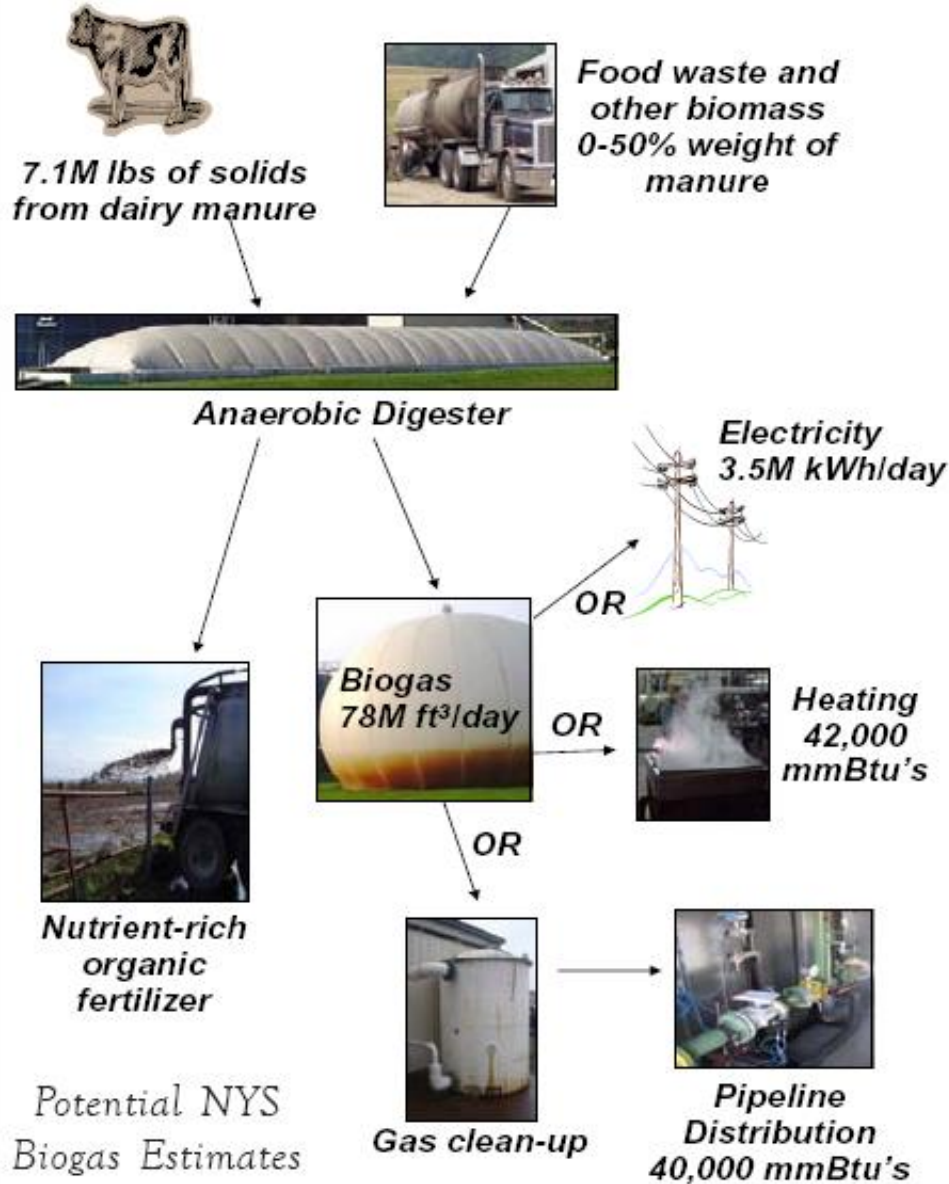 7.1M lbs of solids
from dairy manure
Food waste and
other biomass
0-50% weight of
manure
Anaerobic Digester
Electricity
3.5M kWh/day
OR
Biogas
78M ft³/day
OR
Heating
42,000
mmBtu's
OR
Nutrient-rich
organic
fertilizer
Gas clean-up
Pipeline
Distribution
40,000 mmBtu's
Potential NYS
Biogas Estimates